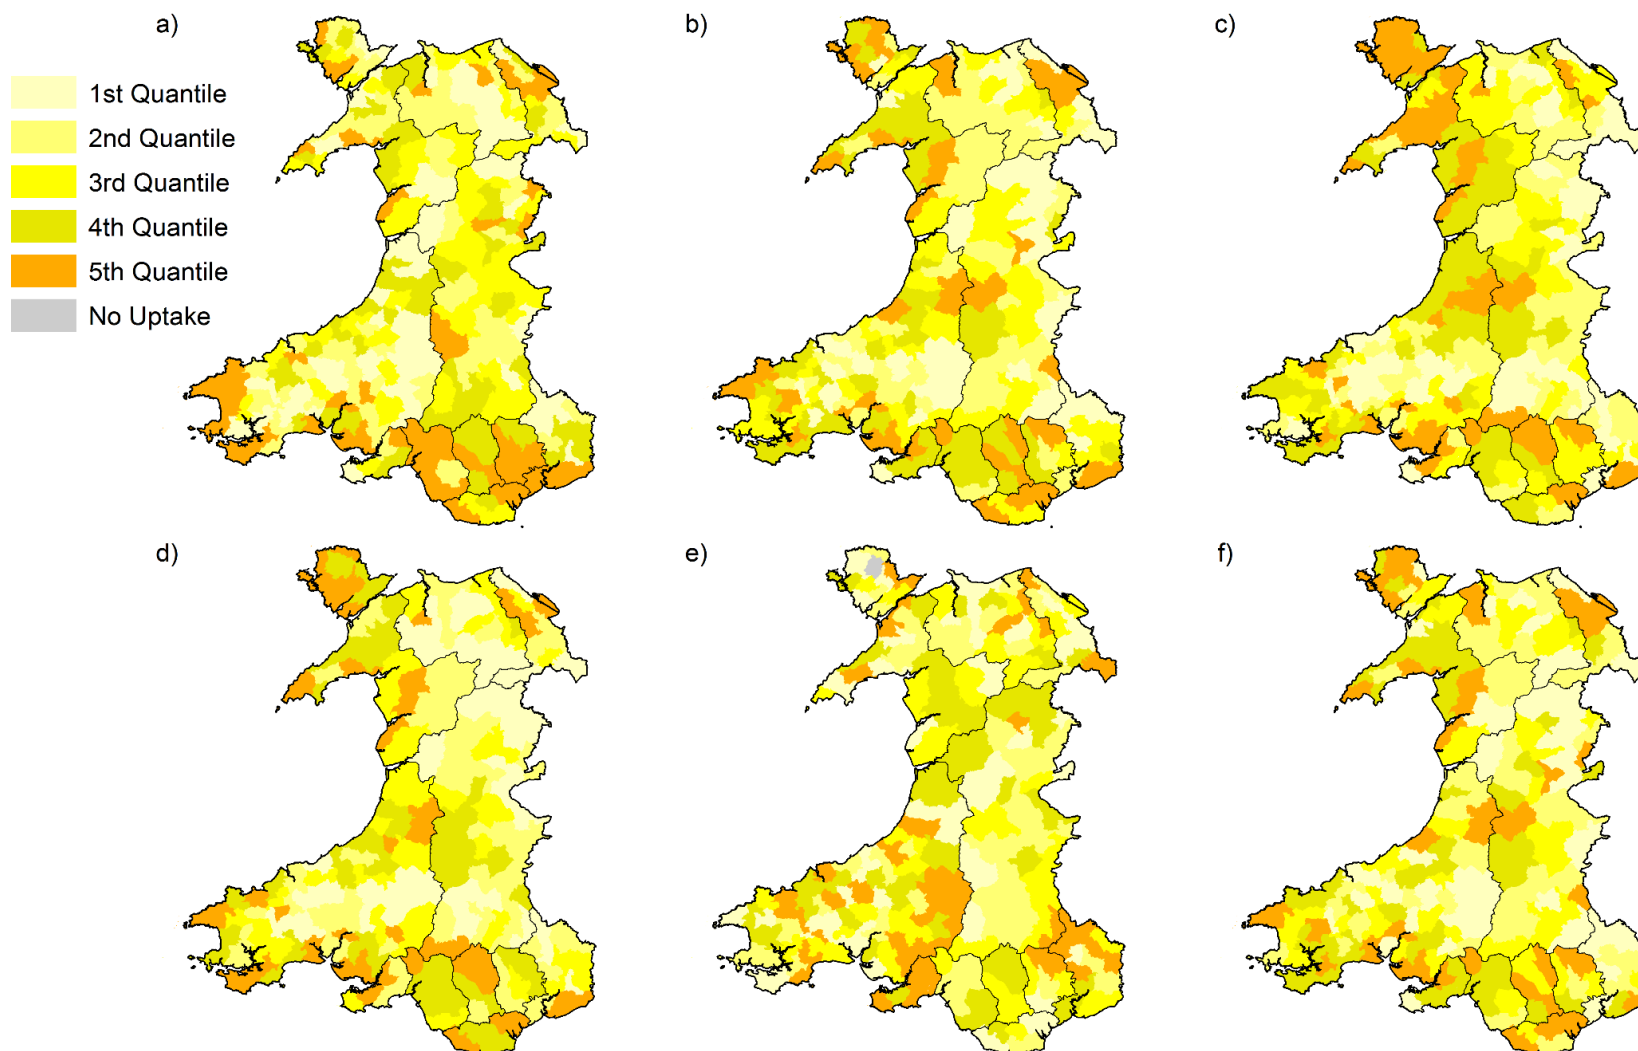 a)
b)
c)
1st Quantile
2nd Quantile
3rd Quantile
4th Quantile
5th Quantile
No Uptake
d)
e)
f)